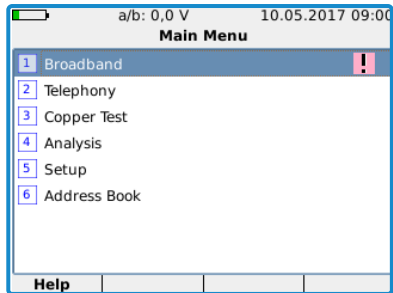 a/b: 0,0 V 10.05.2017 09:00
Main Menu
1 Broadband !
2 Telephony
3 Copper Test
4 Analysis
5 Setup
6 Address Book
Help